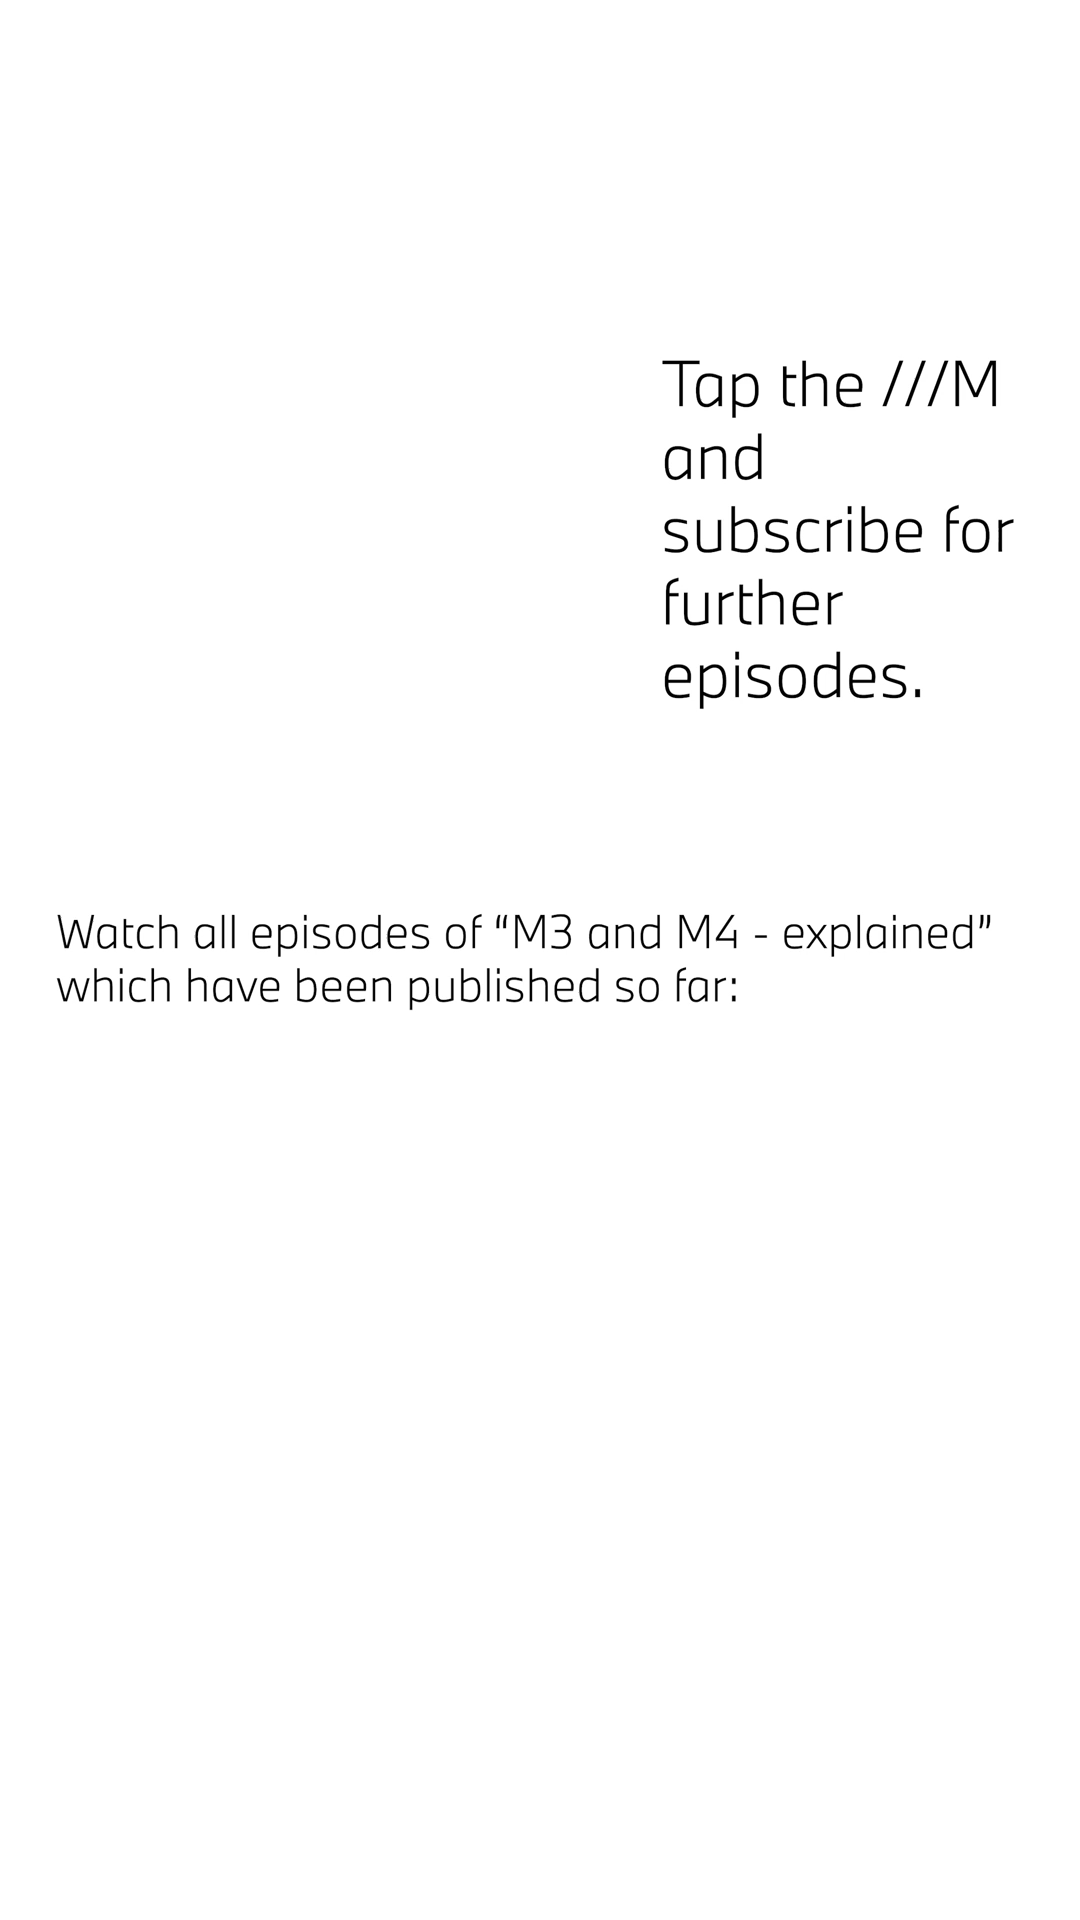 Tap the ///M
and
subscribe for
further
episodes.
Watch all episodes of “M3 and M4 - explained”
which have been published so far: